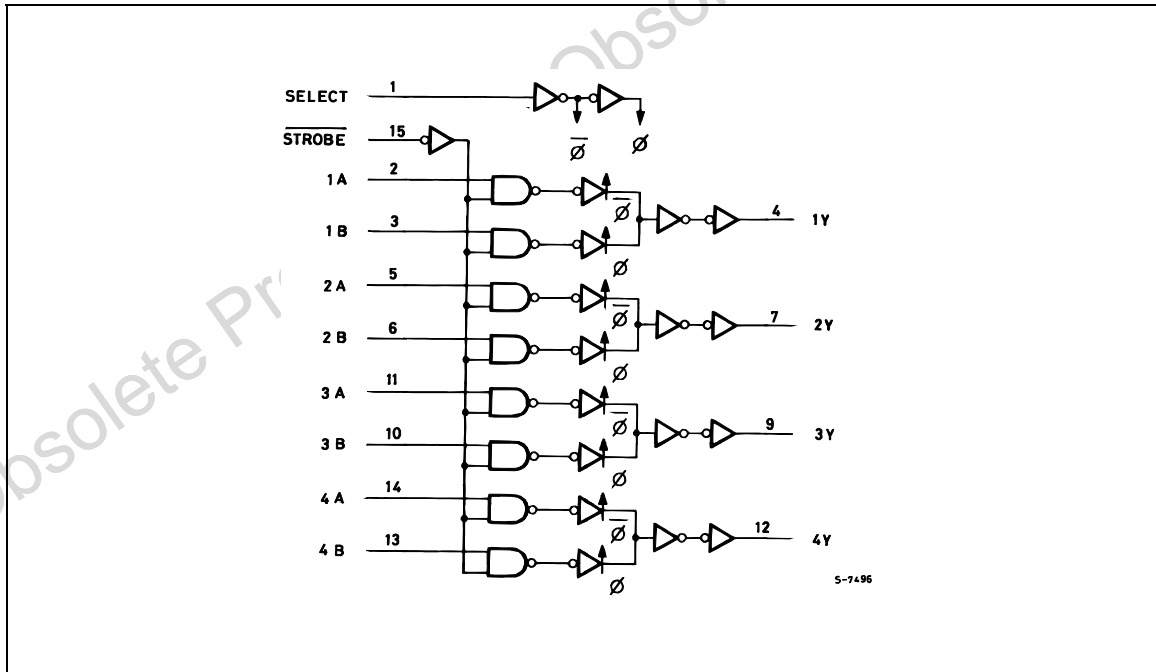 Obsolete Pr
Obsol
SELECT 1
STROBE 15
φ̅ φ
1A 2
φ̅
4 1Y
1B 3
φ
2A 5
φ̅
7 2Y
2B 6
φ
3A 11
φ̅
9 3Y
3B 10
φ
4A 14
φ̅
12 4Y
4B 13
φ
S-7496